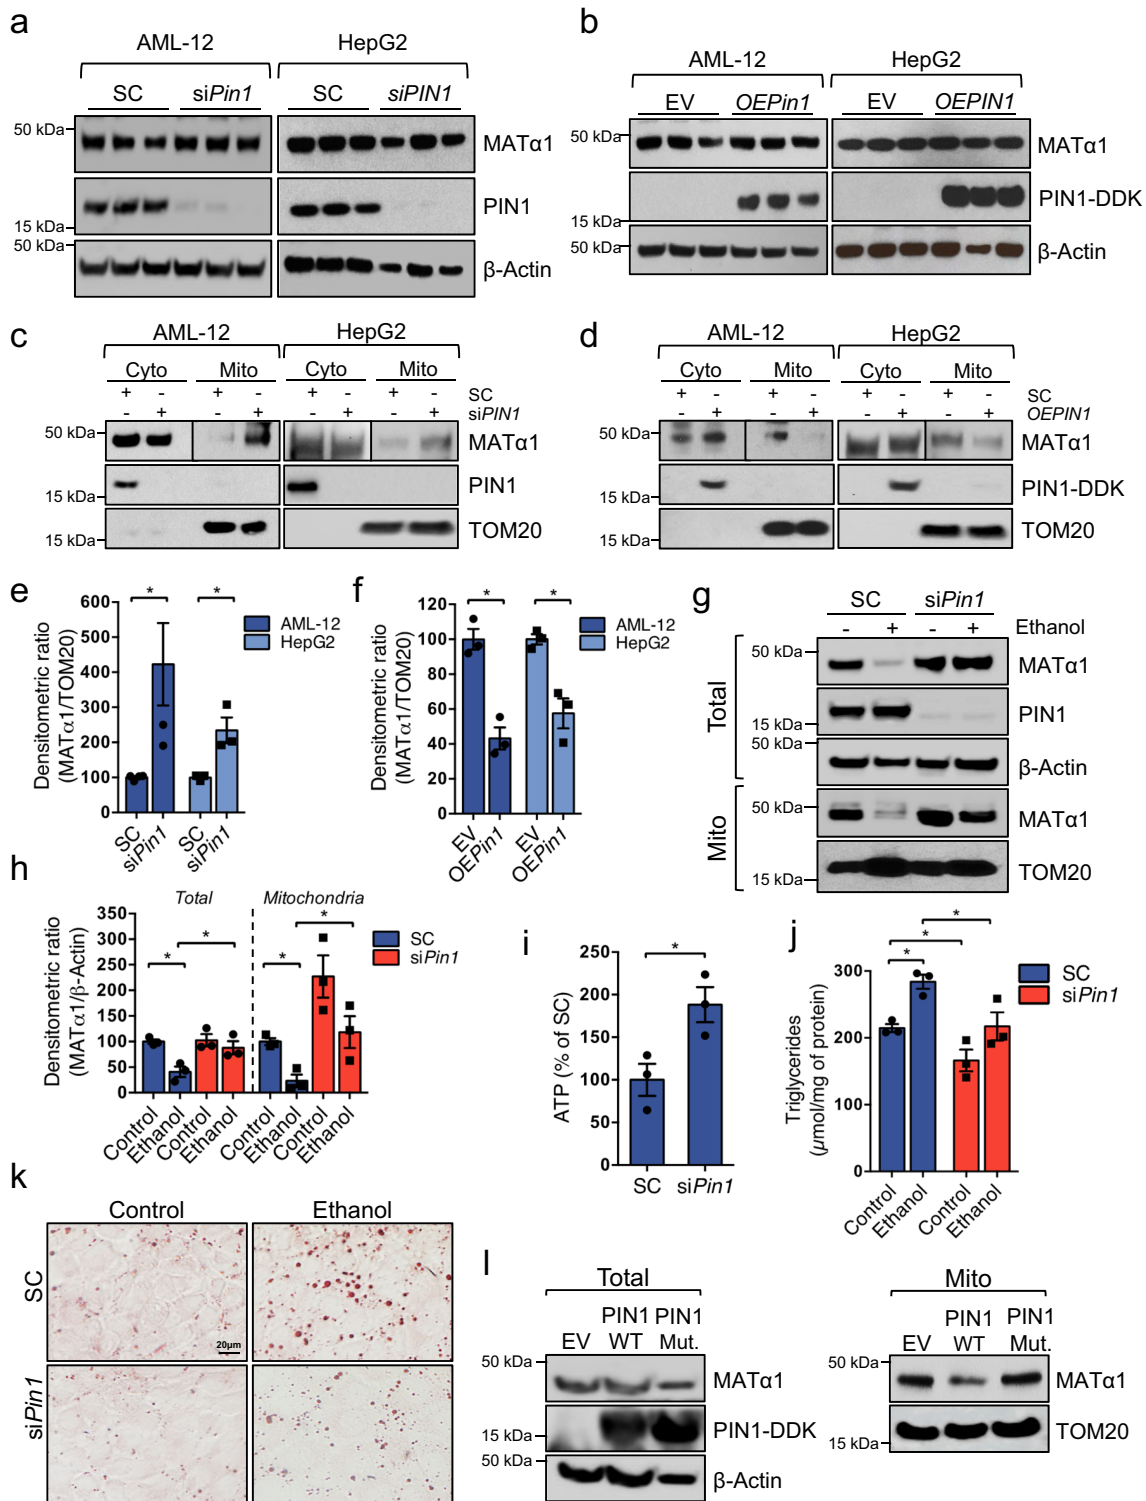 a
AML-12 HepG2
SC siPin1 SC siPIN1
50 kDa MATα1
PIN1
15 kDa
50 kDa β-Actin
b
AML-12 HepG2
EV OEPin1 EV OEPIN1
50 kDa MATα1
PIN1-DDK
15 kDa
50 kDa β-Actin
c
AML-12 HepG2
Cyto Mito Cyto Mito
+ - + - + - + - SC
- + - + - + - + siPIN1
50 kDa MATα1
15 kDa PIN1
15 kDa TOM20
d
AML-12 HepG2
Cyto Mito Cyto Mito
+ - + - + - + - SC
- + - + - + - + OEPIN1
50 kDa MATα1
15 kDa PIN1-DDK
15 kDa TOM20
e
Densitometric ratio
(MATα1/TOM20)
600
500
400
300
200
100
0
* *
AML-12
HepG2
SC siPin1 SC siPin1
f
Densitometric ratio
(MATα1/TOM20)
120
100
80
60
40
20
0
* *
AML-12
HepG2
EV OEPin1 EV OEPin1
g
SC siPin1
- + - + Ethanol
Total
50 kDa MATα1
15 kDa PIN1
50 kDa β-Actin
Mito
50 kDa MATα1
15 kDa TOM20
h
Total Mitochondria
Densitometric ratio
(MATα1/β-Actin)
350
300
250
200
150
100
50
0
* * * *
SC
siPin1
Control Ethanol Control Ethanol Control Ethanol Control Ethanol
i
ATP (% of SC)
250
200
150
100
50
0
*
SC siPin1
j
Triglycerides
(µmol/mg of protein)
300
200
100
0
* * *
SC
siPin1
Control Ethanol Control Ethanol
k
Control Ethanol
SC
20µm
siPin1
l
Total
EV PIN1 WT PIN1 Mut.
50 kDa MATα1
15 kDa PIN1-DDK
50 kDa β-Actin
Mito
EV PIN1 WT PIN1 Mut.
50 kDa MATα1
15 kDa TOM20